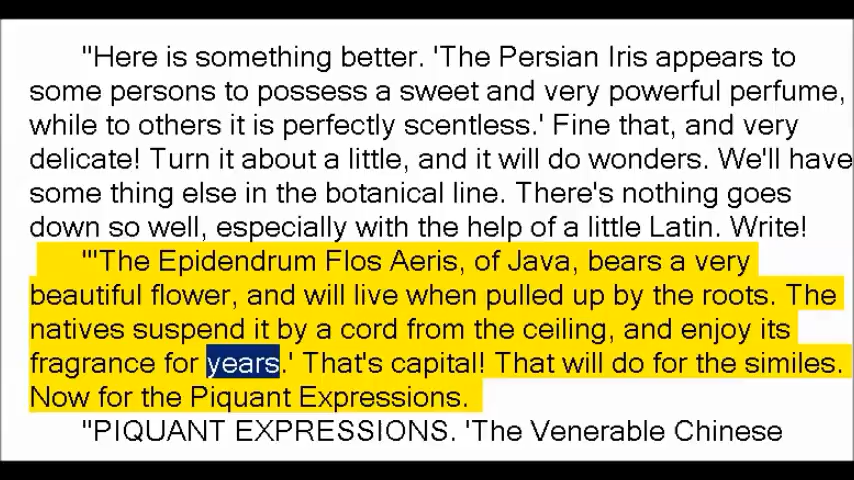 "Here is something better. 'The Persian Iris appears to
some persons to possess a sweet and very powerful perfume,
while to others it is perfectly scentless.' Fine that, and very
delicate! Turn it about a little, and it will do wonders. We'll have
some thing else in the botanical line. There's nothing goes
down so well, especially with the help of a little Latin. Write!
"'The Epidendrum Flos Aeris, of Java, bears a very
beautiful flower, and will live when pulled up by the roots. The
natives suspend it by a cord from the ceiling, and enjoy its
fragrance for years.' That's capital! That will do for the similes.
Now for the Piquant Expressions.
"PIQUANT EXPRESSIONS. 'The Venerable Chinese